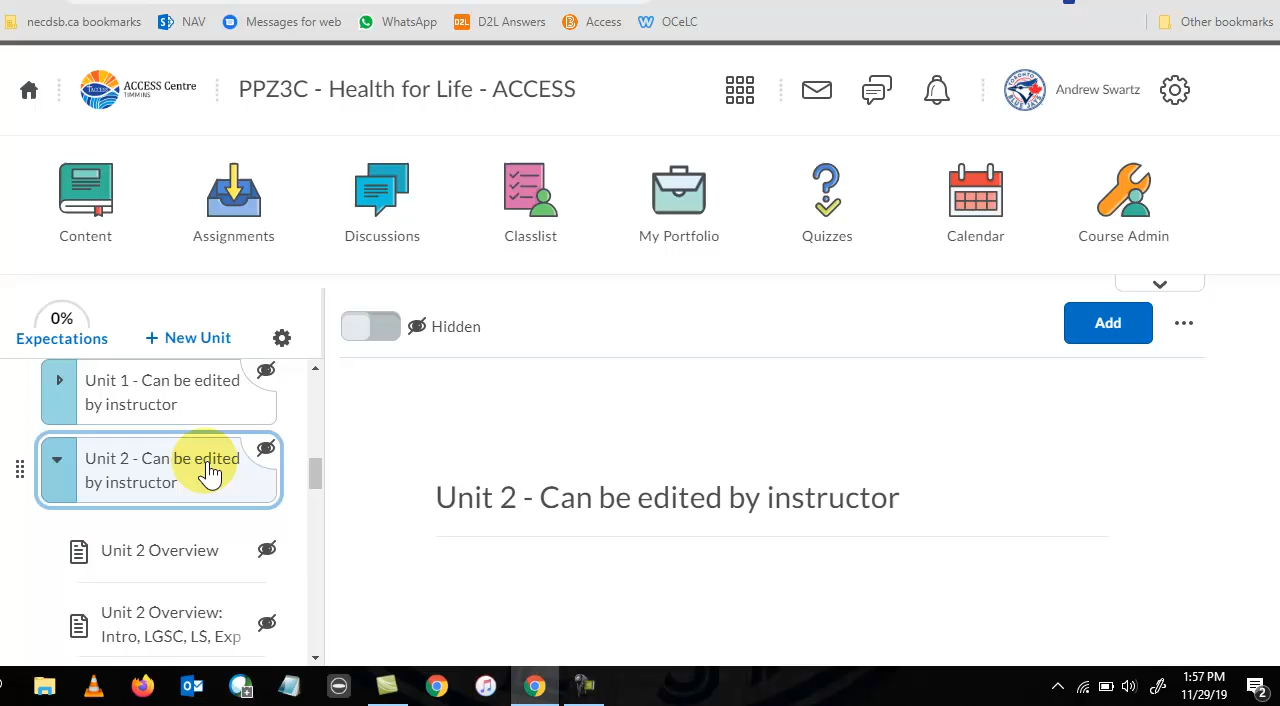 necdsb.ca bookmarks NAV Messages for web WhatsApp D2L D2L Answers Access OCeLC Other bookmarks
ACCESS Centre
TIMMINS
PPZ3C - Health for Life - ACCESS
Andrew Swartz
Content Assignments Discussions Classlist My Portfolio Quizzes Calendar Course Admin
0%
Expectations
+ New Unit
Hidden
Add
Unit 1 - Can be edited
by instructor
Unit 2 - Can be edited
by instructor
Unit 2 Overview
Unit 2 Overview:
Intro, LGSC, LS, Exp
Unit 2 - Can be edited by instructor
1:57 PM
11/29/19
2